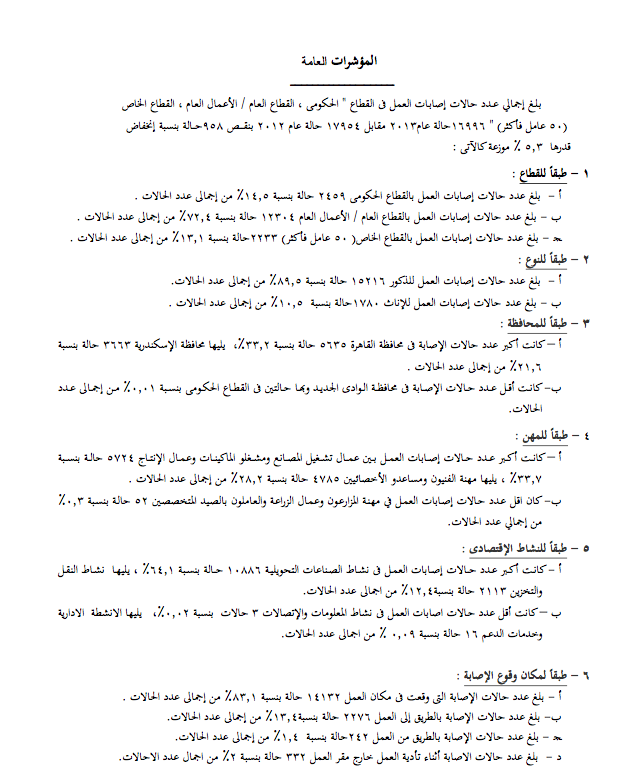 المؤشرات العامة
بلغ إجمالي عدد حالات إصابات العمل فى القطاع " الحكومى ، القطاع العام / الأعمال العام ، القطاع الخاص
(٥٠ عامل فأكثر) " ١٦٩٩٦حالة عام٢٠١٣ مقابل ١٧٩٥٤ حالة عام ٢٠١٢ بنقص ٩٥٨حالة بنسبة إنخفاض
قدرها ٥,٣ ٪ موزعة كالآتى :
١ – طبقاً للقطاع :
أ – بلغ عدد حالات إصابات العمل بالقطاع الحكومى ٢٤٥٩ حالة بنسبة ١٤,٥٪ من إجمالى عدد الحالات .
ب – بلغ عدد حالات إصابات العمل بالقطاع العام / الأعمال العام ١٢٣٠٤ حالة بنسبة ٧٢,٤٪ من إجمالى عدد الحالات .
جـ – بلغ عدد حالات إصابات العمل بالقطاع الخاص( ٥٠ عامل فأكثر) ٢٢٣٣حالة بنسبة ١٣,١٪ من إجمالى عدد الحالات .
٢ – طبقاً للنوع :
أ – بلغ عدد حالات إصابات العمل للذكور ١٥٢١٦ حالة بنسبة ٨٩,٥٪ من إجمالى عدد الحالات.
ب – بلغ عدد حالات إصابات العمل للإناث ١٧٨٠حالة بنسبة ١٠,٥٪ من إجمالى عدد الحالات .
٣ – طبقاً للمحافظة :
أ – كانت أكبر عدد حالات الإصابة فى محافظة القاهرة ٥٦٣٥ حالة بنسبة ٣٣,٢٪، يليها محافظة الإسكندرية ٣٦٦٣ حالة بنسبة
٢١,٦٪ من إجمالى عدد الحالات .
ب– كانت أقل عدد حالات الإصابة فى محافظة الوادى الجديد وبها حالتين فى القطاع الحكومى بنسبة ٠,٠١٪ من إجمالى عدد
الحالات.
٤ – طبقاً للمهن :
أ – كانت أكبر عدد حالات إصابات العمل بين عمال تشغيل المصانع ومشغلو الماكينات وعمال الإنتاج ٥٧٢٤ حالة بنسبة
٣٣,٧٪ ، يليها مهنة الفنيون ومساعدو الأخصائيين ٤٧٨٥ حالة بنسبة ٢٨,٢٪ من إجمالى عدد الحالات .
ب– كان اقل عدد حالات إصابات العمل في مهنة المزارعون وعمال الزراعة والعاملون بالصيد المتخصصين ٥٢ حالة بنسبة ٠,٣٪
من إجمالي عدد الحالات.
٥ – طبقاً للنشاط الإقتصادى :
أ – كانت أكبر عدد حالات إصابات العمل فى نشاط الصناعات التحويلية ١٠٨٨٦ حالة بنسبة ٦٤,١٪ ، يليها نشاط النقل
والتخزين ٢١١٣ حالة بنسبة١٢,٤٪ من إجمالى عدد الحالات.
ب – كانت أقل عدد حالات اصابات العمل فى نشاط المعلومات والإتصالات ٣ حالات بنسبة ٠,٠٢٪، يليها الانشطة الادارية
وخدمات الدعم ١٦ حالة بنسبة ٠,٠٩ ٪ من اجمالى عدد الحالات.
٦ – طبقاً لمكان وقوع الإصابة :
أ – بلغ عدد حالات الإصابة التى وقعت فى مكان العمل ١٤١٣٢ حالة بنسبة ٨٣,١٪ من إجمالى عدد الحالات .
ب– بلغ عدد حالات الإصابة بالطريق إلى العمل ٢٢٧٦ حالة بنسبة١٣,٤٪ من إجمالى عدد الحالات.
جـ – بلغ عدد حالات الإصابة بالطريق من العمل ٢٤٢حالة بنسبة ١,٤٪ من إجمالى عدد الحالات.
د – بلغ عدد حالات الاصابة أثناء تأدية العمل خارج مقر العمل ٣٣٢ حالة بنسبة ٢٪ من اجمال عدد الاحالات.